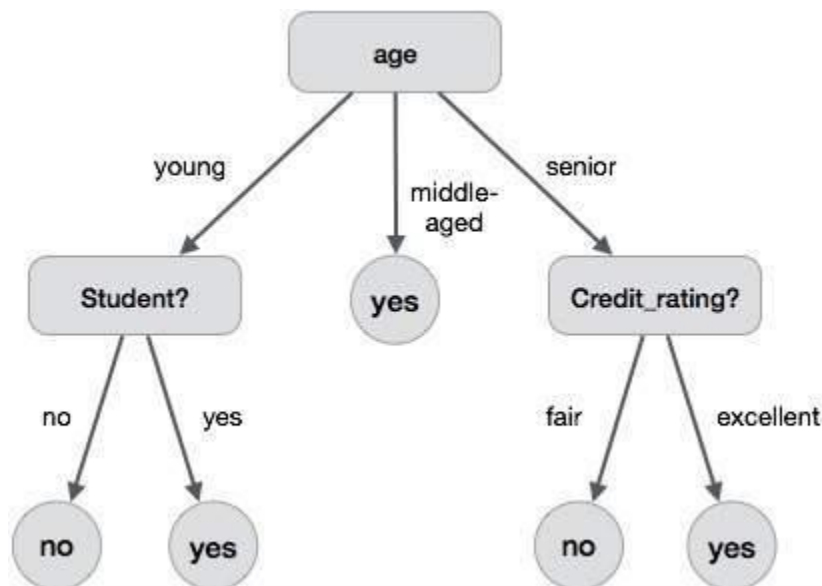 age
young
middle-
aged
senior
Student?
yes
Credit_rating?
no
yes
fair
excellent
no
yes
no
yes